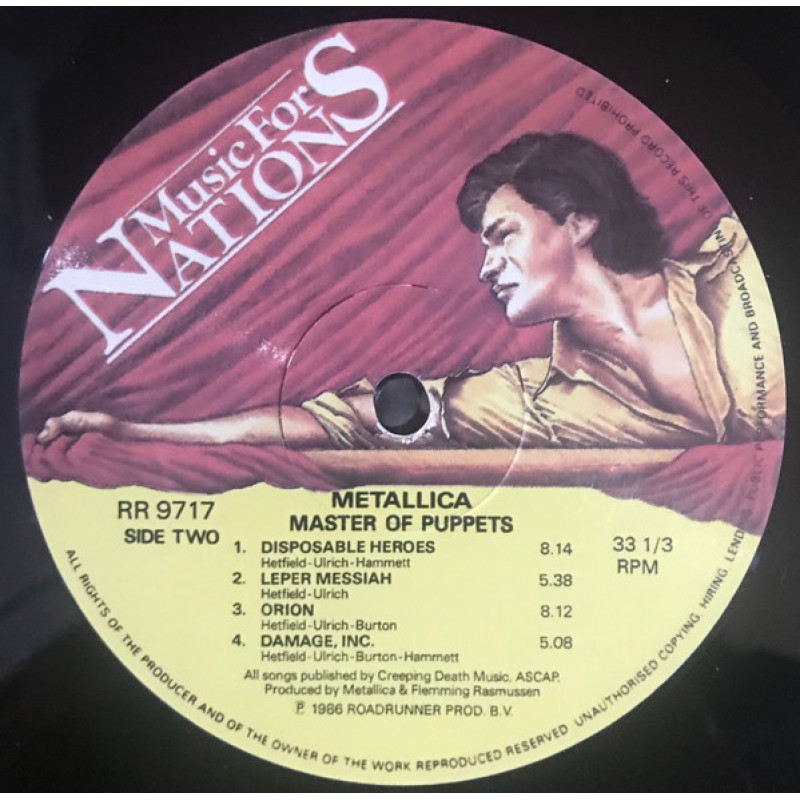 Music For
NATIONS
METALLICA
MASTER OF PUPPETS
RR 9717
SIDE TWO
33 1/3
RPM
1. DISPOSABLE HEROES 8.14
Hetfield-Ulrich-Hammett
2. LEPER MESSIAH 5.38
Hetfield-Ulrich
3. ORION 8.12
Hetfield-Ulrich-Burton
4. DAMAGE, INC. 5.08
Hetfield-Ulrich-Burton-Hammett
All songs published by Creeping Death Music. ASCAP.
Produced by Metallica & Flemming Rasmussen
℗ 1986 ROADRUNNER PROD. B.V.
ALL RIGHTS OF THE PRODUCER AND OF THE OWNER OF THE WORK REPRODUCED RESERVED. UNAUTHORISED COPYING, HIRING, PUBLIC PERFORMANCE AND BROADCASTING OF THIS RECORD PROHIBITED